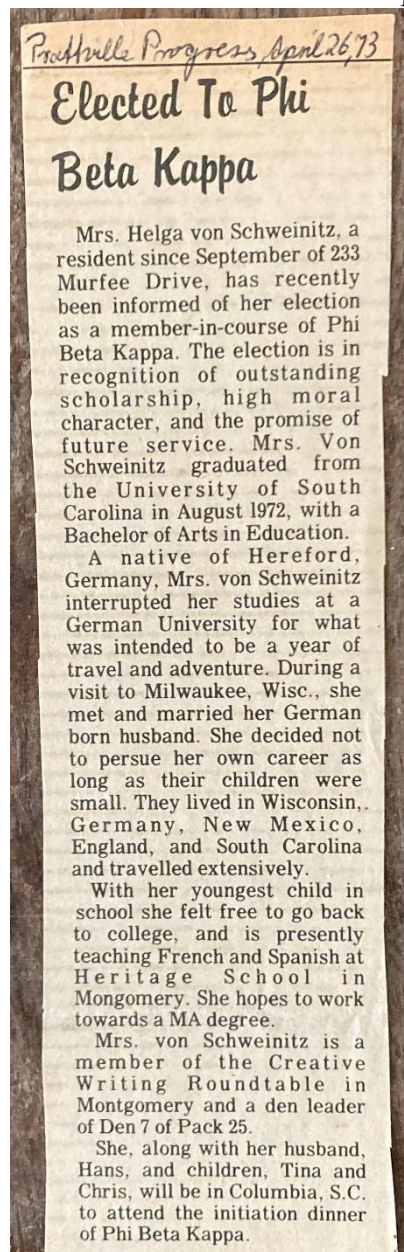 Prattville Progress, April 26, 73
Elected To Phi
Beta Kappa
Mrs. Helga von Schweinitz, a
resident since September of 233
Murfee Drive, has recently
been informed of her election
as a member-in-course of Phi
Beta Kappa. The election is in
recognition of outstanding
scholarship, high moral
character, and the promise of
future service. Mrs. Von
Schweinitz graduated from
the University of South
Carolina in August 1972, with a
Bachelor of Arts in Education.
A native of Hereford,
Germany, Mrs. von Schweinitz
interrupted her studies at a
German University for what
was intended to be a year of
travel and adventure. During a
visit to Milwaukee, Wisc., she
met and married her German
born husband. She decided not
to persue her own career as
long as their children were
small. They lived in Wisconsin,.
Germany, New Mexico,
England, and South Carolina
and travelled extensively.
With her youngest child in
school she felt free to go back
to college, and is presently
teaching French and Spanish at
Heritage School in
Mongomery. She hopes to work
towards a MA degree.
Mrs. von Schweinitz is a
member of the Creative
Writing Roundtable in
Montgomery and a den leader
of Den 7 of Pack 25.
She, along with her husband,
Hans, and children, Tina and
Chris, will be in Columbia, S.C.
to attend the initiation dinner
of Phi Beta Kappa.